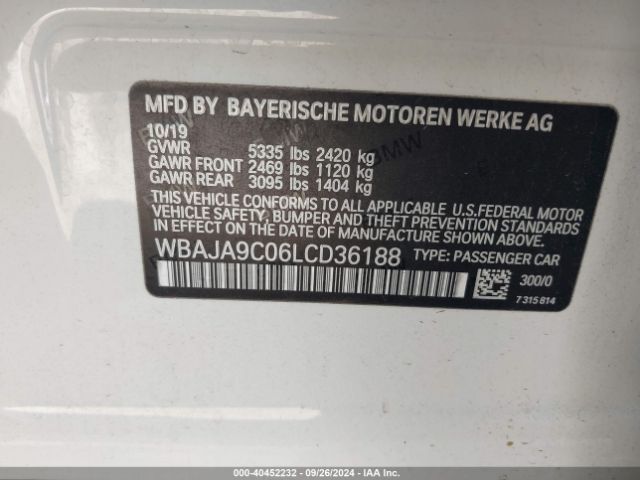 MFD BY BAYERISCHE MOTOREN WERKE AG
10/19
GVWR 5335 lbs 2420 kg
GAWR FRONT 2469 lbs 1120 kg
GAWR REAR 3095 lbs 1404 kg
THIS VEHICLE CONFORMS TO ALL APPLICABLE U.S.FEDERAL MOTOR
VEHICLE SAFETY, BUMPER AND THEFT PREVENTION STANDARDS
IN EFFECT ON THE DATE OF MANUFACTURE SHOWN ABOVE.
WBAJA9C06LCD36188 TYPE: PASSENGER CAR
300/0
7315814
000-40452232 - 09/26/2024 - IAA Inc.